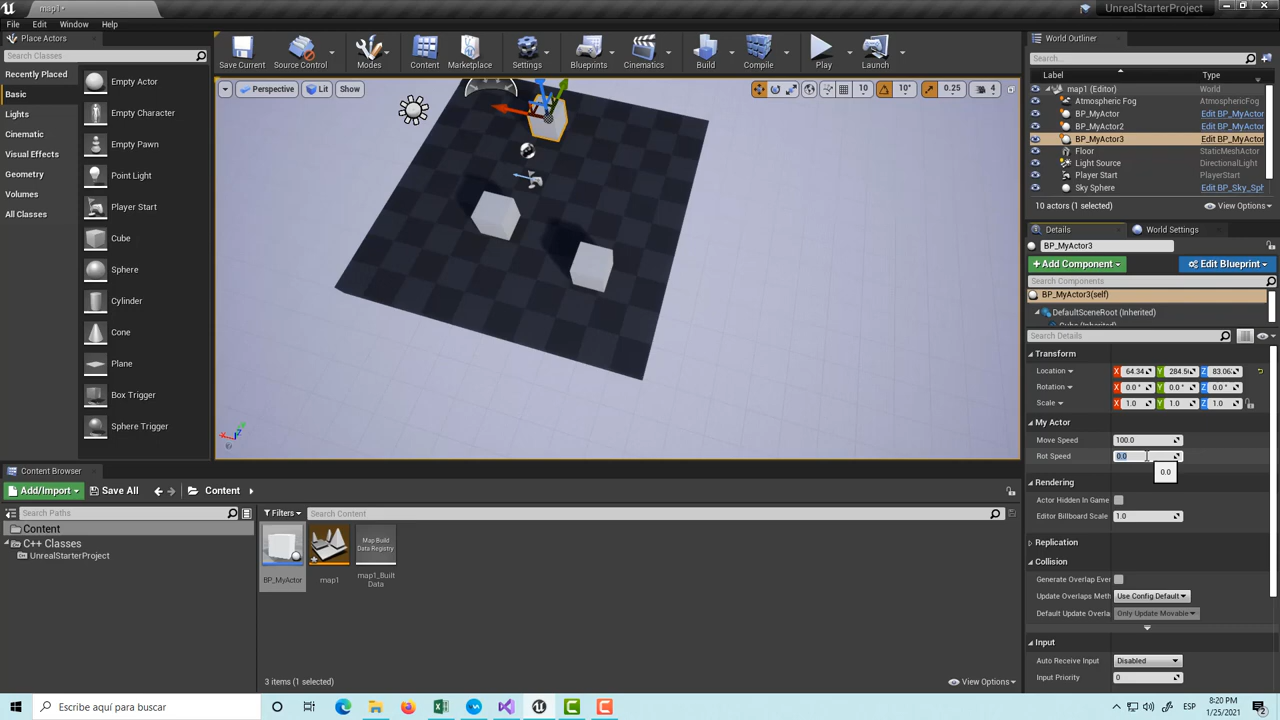 map1*
UnrealStarterProject
File Edit Window Help
Place Actors
Search Classes
Recently Placed
Basic
Lights
Cinematic
Visual Effects
Geometry
Volumes
All Classes
Empty Actor
Empty Character
Empty Pawn
Point Light
Player Start
Cube
Sphere
Cylinder
Cone
Plane
Box Trigger
Sphere Trigger
Save Current Source Control Modes Content Marketplace Settings Blueprints Cinematics Build Compile Play Launch
Perspective Lit Show 10 10° 0.25 4
World Outliner
Search...
Label Type
map1 (Editor) World
Atmospheric Fog AtmosphericFog
BP_MyActor Edit BP_MyActor
BP_MyActor2 Edit BP_MyActor
BP_MyActor3 Edit BP_MyActor
Floor StaticMeshActor
Light Source DirectionalLight
Player Start PlayerStart
Sky Sphere Edit BP_Sky_Sph
10 actors (1 selected) View Options
Details World Settings
BP_MyActor3
+Add Component Edit Blueprint
Search Components
BP_MyActor3(self)
DefaultSceneRoot (Inherited)
Cube (Inherited)
Search Details
Transform
Location X 64.34 Y 284.5 Z 83.06
Rotation X 0.0 ° Y 0.0 ° Z 0.0 °
Scale X 1.0 Y 1.0 Z 1.0
My Actor
Move Speed 100.0
Rot Speed 0.0
0.0
Rendering
Actor Hidden In Game
Editor Billboard Scale 1.0
Replication
Collision
Generate Overlap Eve
Update Overlaps Meth Use Config Default
Default Update Overla Only Update Movable
Input
Auto Receive Input Disabled
Input Priority 0
Content Browser
Add/Import Save All Content
Search Paths
Content
C++ Classes
UnrealStarterProject
Filters Search Content
Map Build
Data Registry
BP_MyActor map1 map1_Built
Data
3 items (1 selected) View Options
Escribe aquí para buscar
ESP 8:20 PM
1/25/2021
2